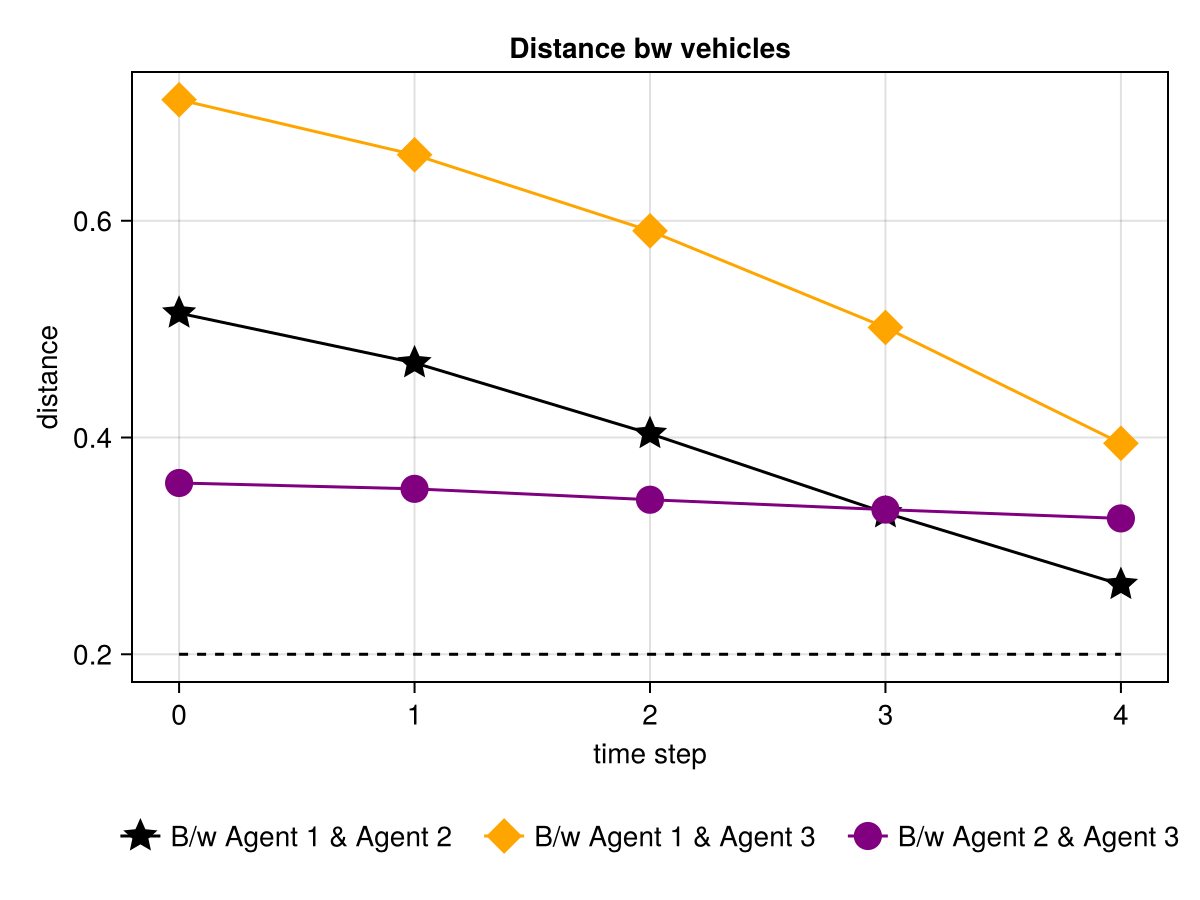 Distance bw vehicles
distance
0.6
0.4
0.2
0 1 2 3 4
time step
B/w Agent 1 & Agent 2 B/w Agent 1 & Agent 3 B/w Agent 2 & Agent 3